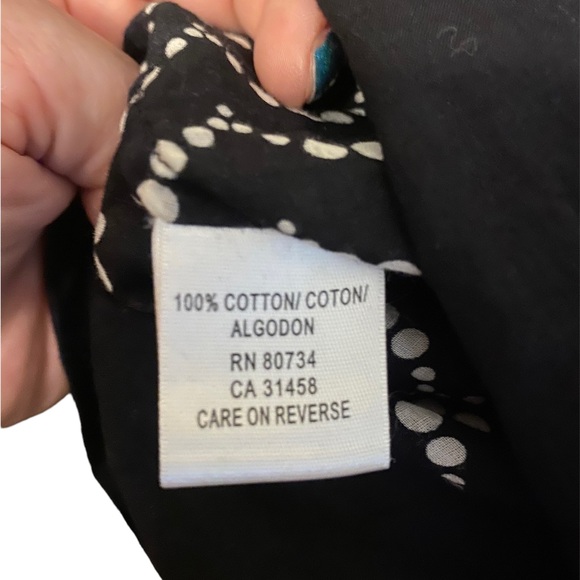 100% COTTON/ COTON/
ALGODON
RN 80734
CA 31458
CARE ON REVERSE